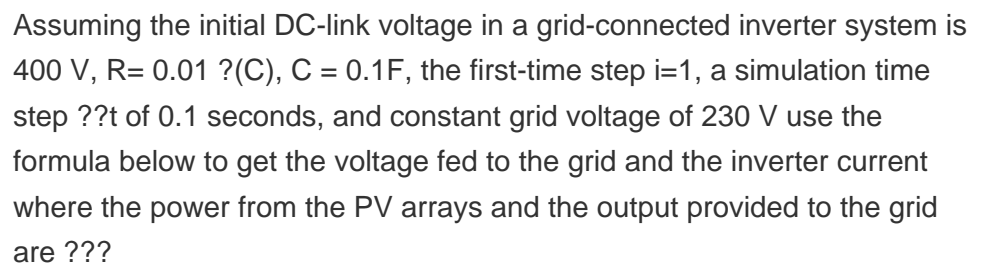 Assuming the initial DC-link voltage in a grid-connected inverter system is
400 V, R= 0.01 ?(C), C = 0.1F, the first-time step i=1, a simulation time
step ??t of 0.1 seconds, and constant grid voltage of 230 V use the
formula below to get the voltage fed to the grid and the inverter current
where the power from the PV arrays and the output provided to the grid
are ???